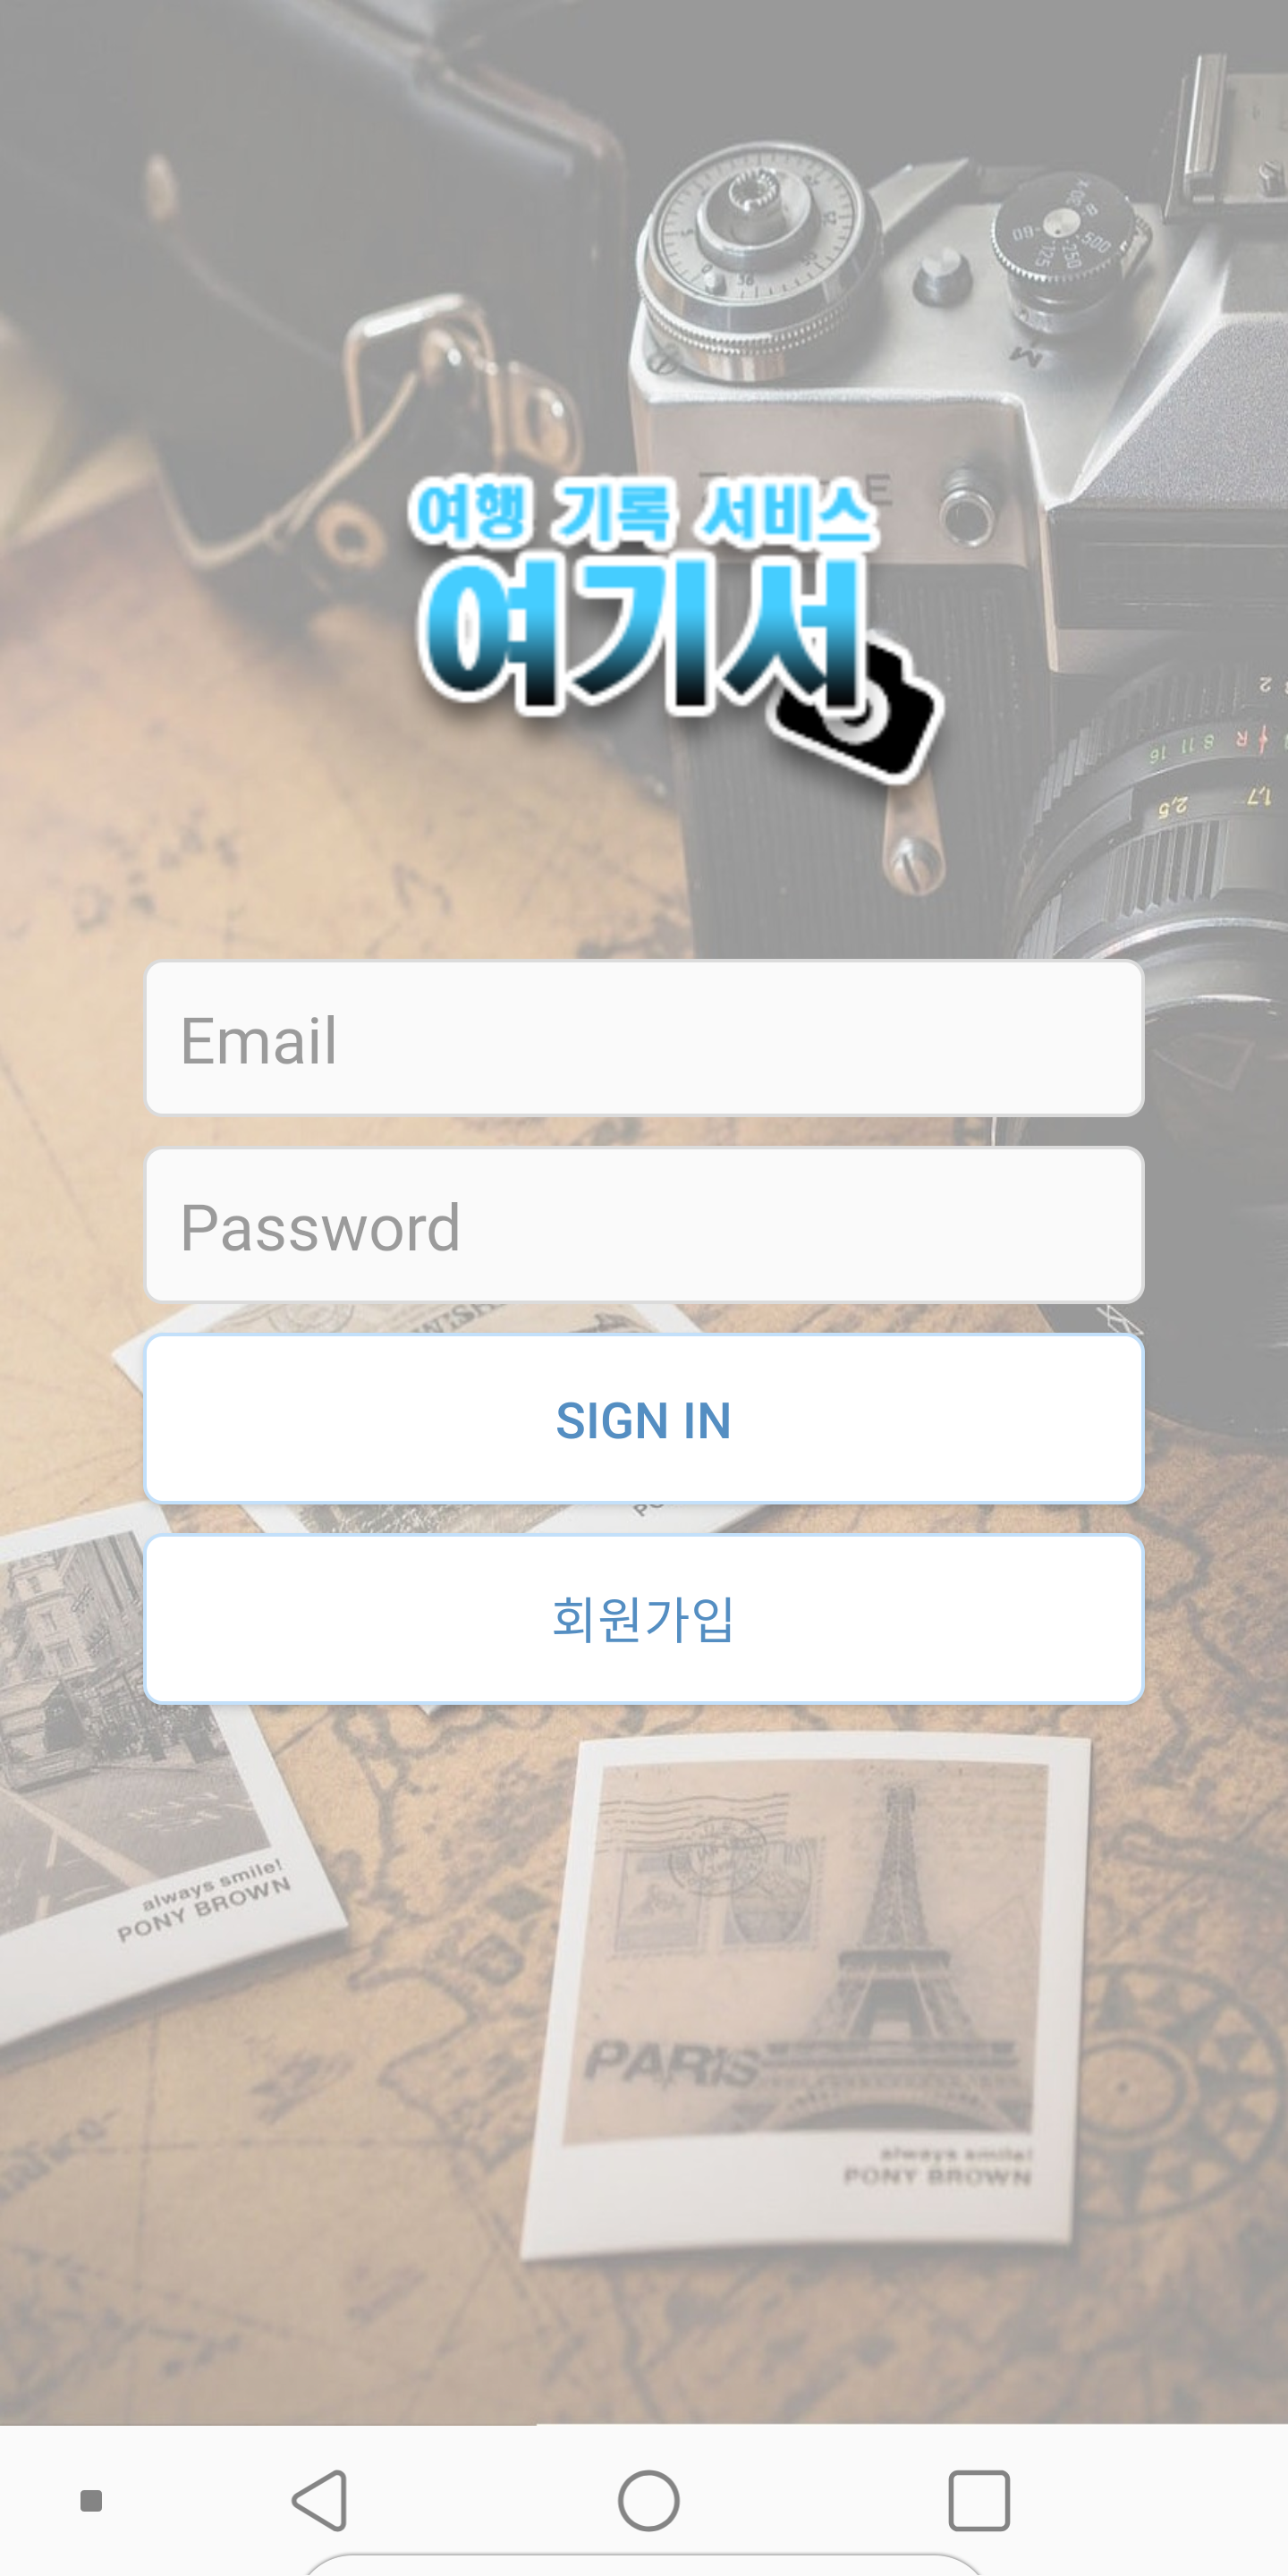 여행 기록 서비스
여기서
Email
Password
SIGN IN
회원가입
always smile!
PONY BROWN
PARIS
always smile!
PONY BROWN